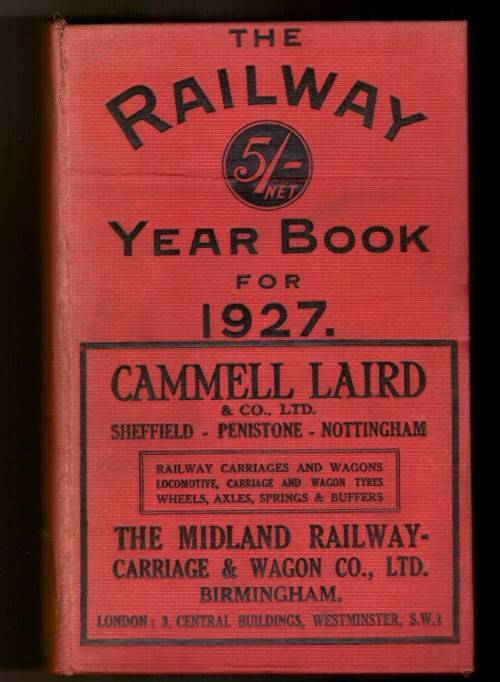 THE
RAILWAY
5/-
NET
YEAR BOOK
FOR
1927.
CAMMELL LAIRD
& CO., LTD.
SHEFFIELD - PENISTONE - NOTTINGHAM
RAILWAY CARRIAGES AND WAGONS
LOCOMOTIVE, CARRIAGE AND WAGON TYRES
WHEELS, AXLES, SPRINGS & BUFFERS
THE MIDLAND RAILWAY-
CARRIAGE & WAGON CO., LTD.
BIRMINGHAM.
LONDON: 3, CENTRAL BUILDINGS, WESTMINSTER, S.W.1